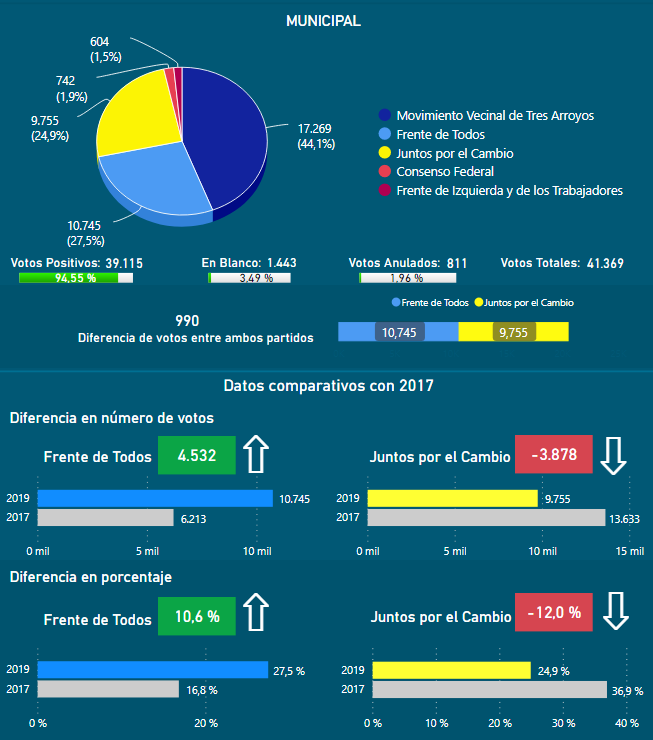 MUNICIPAL
604
(1,5%)
742
(1,9%)
9.755
(24,9%)
17.269
(44,1%)
10.745
(27,5%)
Movimiento Vecinal de Tres Arroyos
Frente de Todos
Juntos por el Cambio
Consenso Federal
Frente de Izquierda y de los Trabajadores
Votos Positivos: 39.115
94,55 %
En Blanco: 1.443
3,49 %
Votos Anulados: 811
1,96 %
Votos Totales: 41.369
Frente de Todos Juntos por el Cambio
990
Diferencia de votos entre ambos partidos
10,745 9,755
Datos comparativos con 2017
Diferencia en número de votos
Frente de Todos 4.532
2019 10.745
2017 6.213
0 mil 5 mil 10 mil
Juntos por el Cambio -3.878
2019 9.755
2017 13.633
0 mil 5 mil 10 mil 15 mil
Diferencia en porcentaje
Frente de Todos 10,6 %
2019 27,5 %
2017 16,8 %
0 % 20 %
Juntos por el Cambio -12,0 %
2019 24,9 %
2017 36,9 %
0 % 10 % 20 % 30 % 40 %